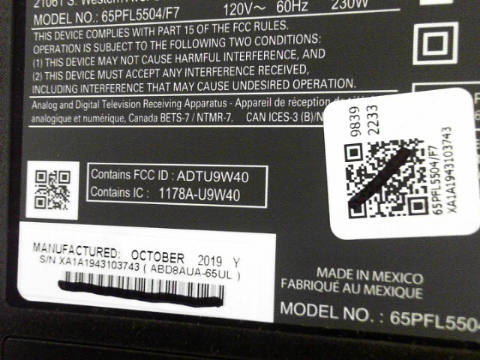 MODEL NO.: 65PFL5504/F7 120V~ 60Hz 230W
THIS DEVICE COMPLIES WITH PART 15 OF THE FCC RULES.
OPERATION IS SUBJECT TO THE FOLLOWING TWO CONDITIONS:
(1) THIS DEVICE MAY NOT CAUSE HARMFUL INTERFERENCE, AND
(2) THIS DEVICE MUST ACCEPT ANY INTERFERENCE RECEIVED,
INCLUDING INTERFERENCE THAT MAY CAUSE UNDESIRED OPERATION.
Analog and Digital Television Receiving Apparatus - Appareil de réception de
analogique et numérique, Canada BETS-7 / NTMR-7. CAN ICES-3 (B)/N
9839
2233
65PFL5504/F7
XA1A1943103743
Contains FCC ID : ADTU9W40
Contains IC : 1178A-U9W40
MANUFACTURED: OCTOBER 2019 Y
S/N XA1A1943103743 ( ABD8AUA-65UL )
MADE IN MEXICO
FABRIQUÉ AU MEXIQUE
MODEL NO. : 65PFL550